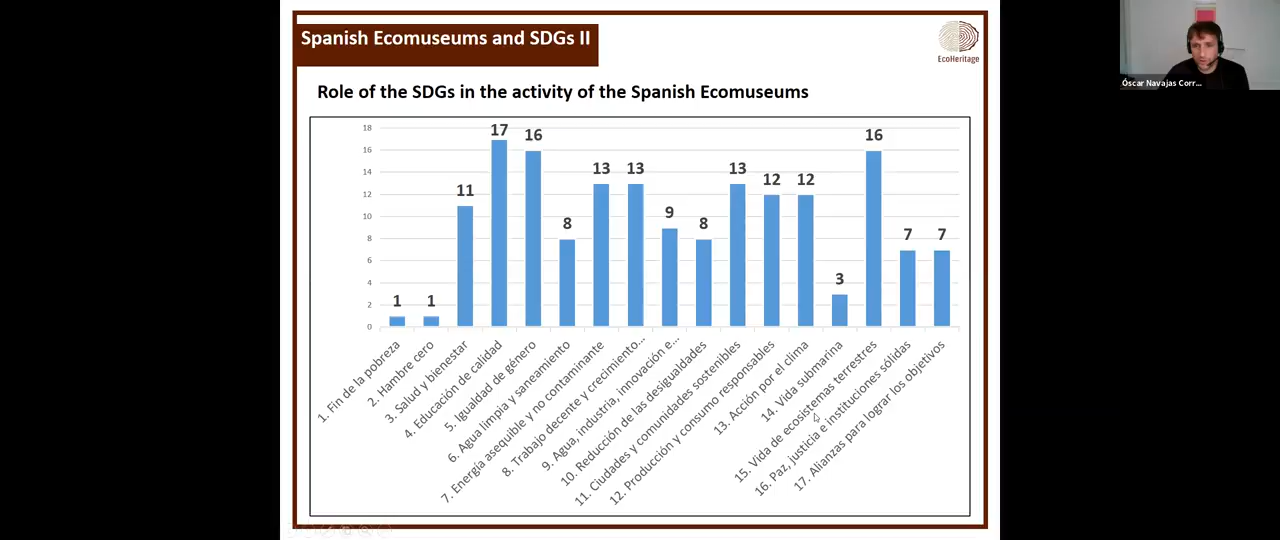 Spanish Ecomuseums and SDGs II
EcoHeritage
Óscar Navajas Corr...
Role of the SDGs in the activity of the Spanish Ecomuseums
18
16
14
12
10
8
6
4
2
0
1
1
11
17
16
8
13
13
9
8
13
12
12
3
16
7
7
1. Fin de la pobreza
2. Hambre cero
3. Salud y bienestar
4. Educación de calidad
5. Igualdad de género
6. Agua limpia y saneamiento
7. Energía asequible y no contaminante
8. Trabajo decente y crecimiento...
9. Agua, industria, innovación e...
10. Reducción de las desigualdades
11. Ciudades y comunidades sostenibles
12. Producción y consumo responsables
13. Acción por el clima
14. Vida submarina
15. Vida de ecosistemas terrestres
16. Paz, justicia e instituciones sólidas
17. Alianzas para lograr los objetivos